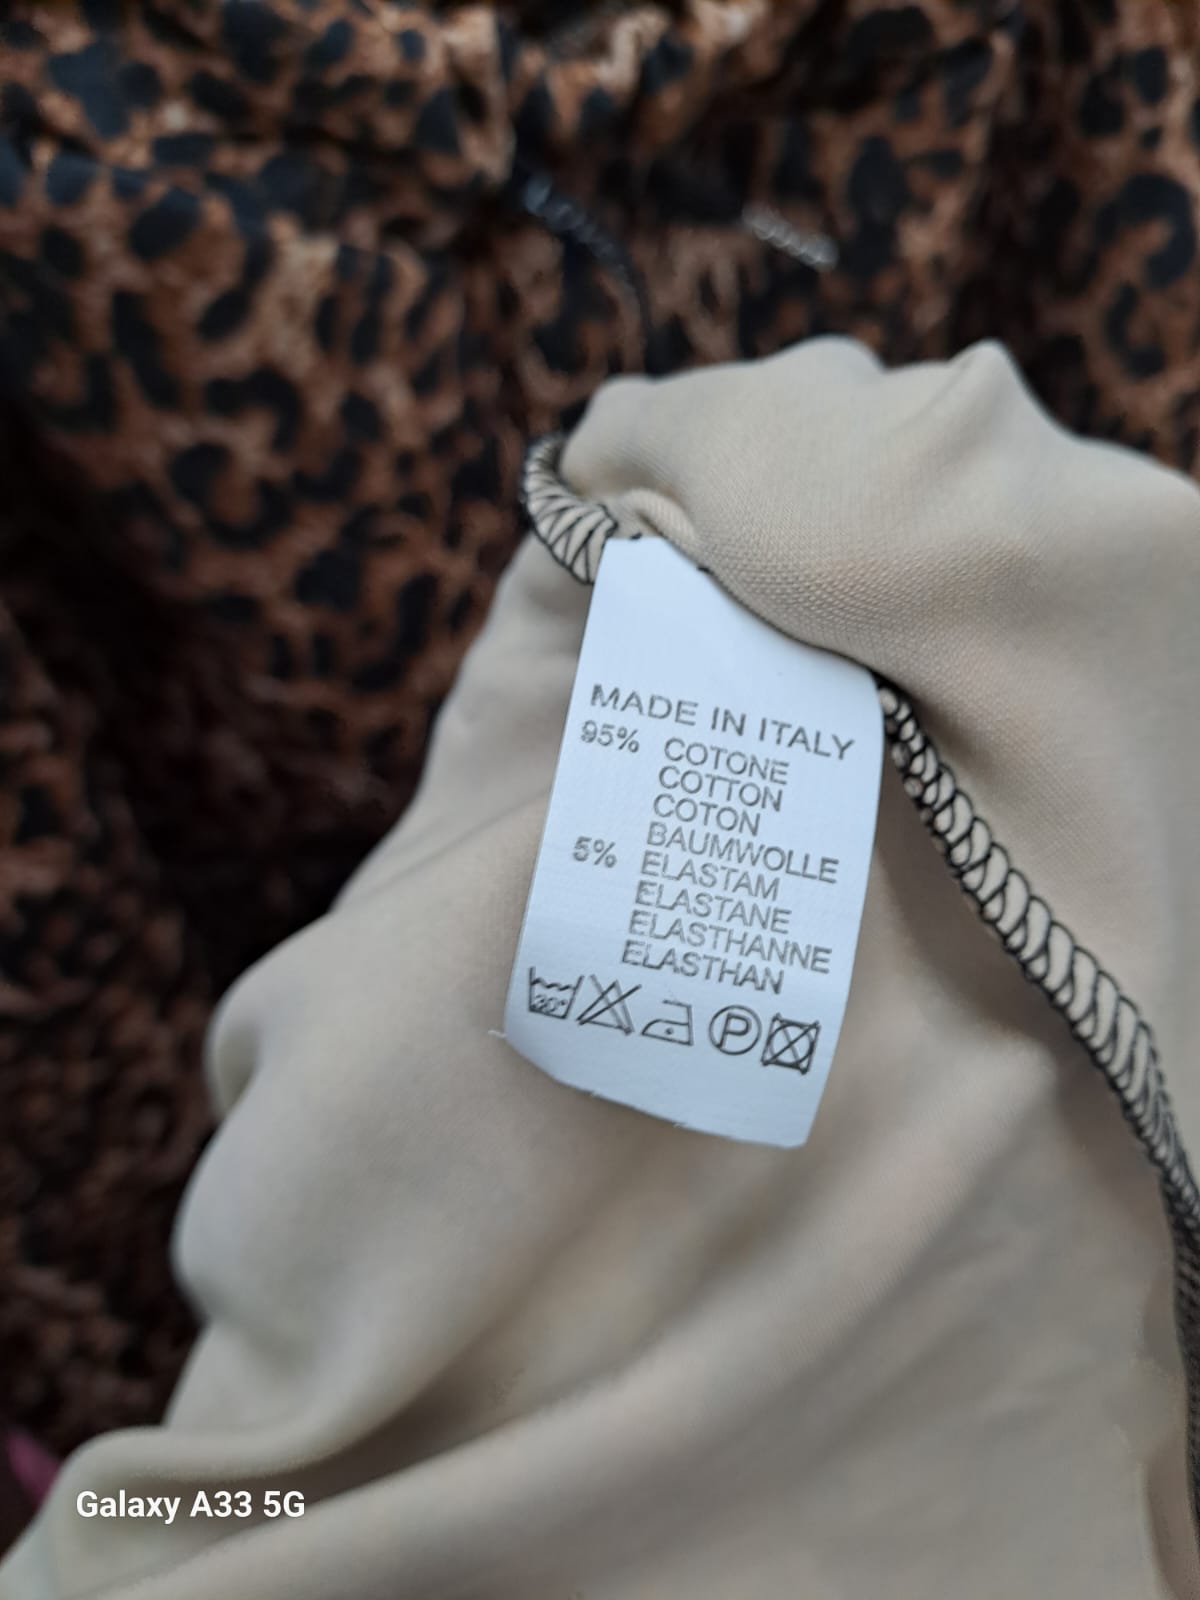 MADE IN ITALY
95% COTONE
COTTON
COTON
BAUMWOLLE
5% ELASTAM
ELASTANE
ELASTHANNE
ELASTHAN
30° P
Galaxy A33 5G